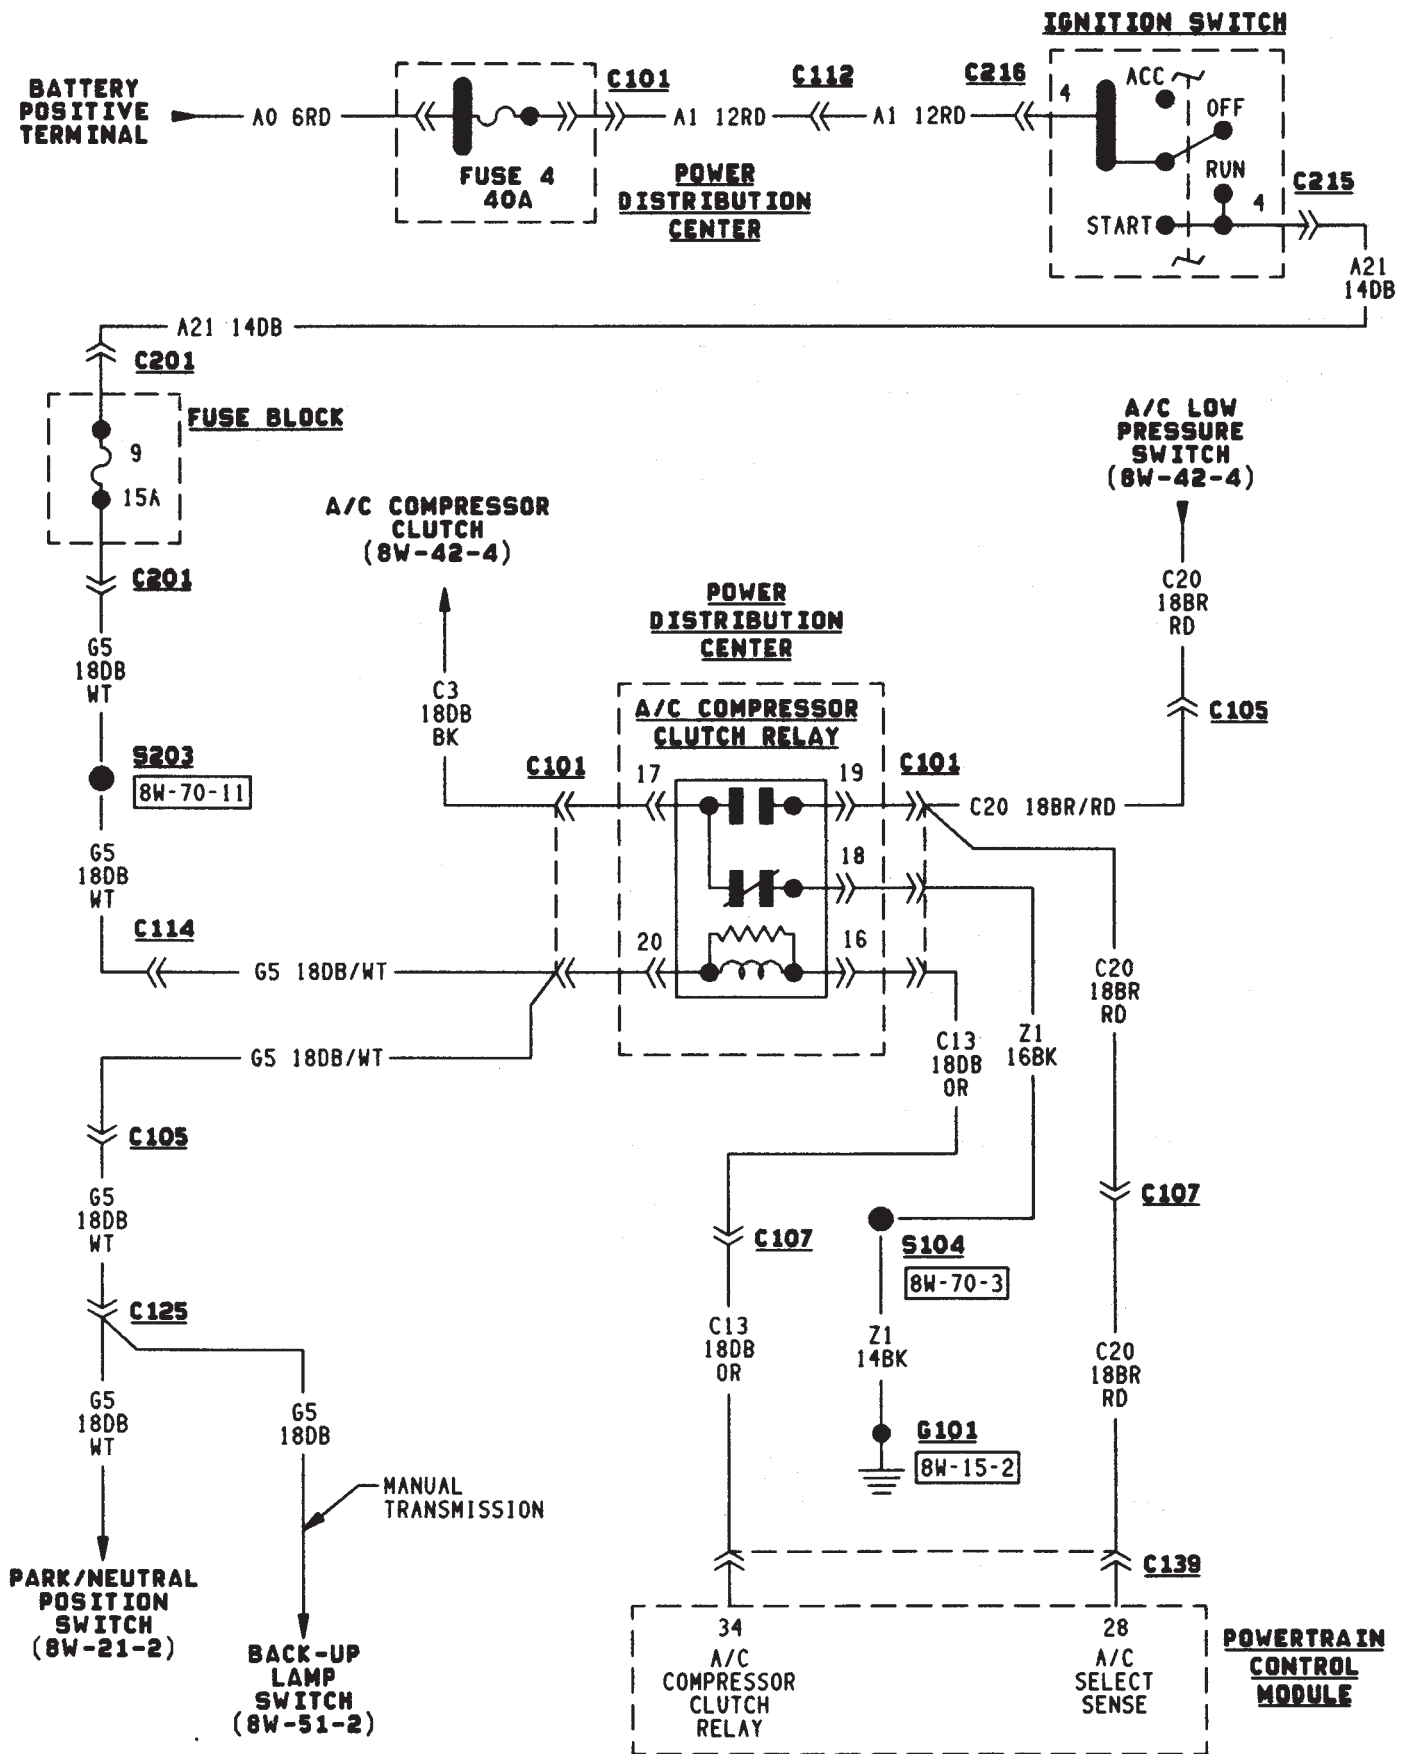 IGNITION SWITCH
BATTERY
POSITIVE
TERMINAL
A0 6RD
FUSE 4
40A
C101
A1 12RD
C112
A1 12RD
C216
POWER
DISTRIBUTION
CENTER
4
ACC
OFF
RUN
4
START
C215
A21
14DB
A21 14DB
C201
FUSE BLOCK
9
15A
C201
G5
18DB
WT
S203
8W-70-11
G5
18DB
WT
C114
G5 18DB/WT
G5 18DB/WT
A/C COMPRESSOR
CLUTCH
(8W-42-4)
C3
18DB
BK
C101
POWER
DISTRIBUTION
CENTER
A/C COMPRESSOR
CLUTCH RELAY
17
19
18
20
16
C101
A/C LOW
PRESSURE
SWITCH
(8W-42-4)
C20
18BR
RD
C105
C20 18BR/RD
C20
18BR
RD
C13
18DB
OR
Z1
16BK
C105
G5
18DB
WT
C125
G5
18DB
WT
G5
18DB
MANUAL
TRANSMISSION
PARK/NEUTRAL
POSITION
SWITCH
(8W-21-2)
BACK-UP
LAMP
SWITCH
(8W-51-2)
C107
C13
18DB
OR
S104
8W-70-3
Z1
14BK
G101
8W-15-2
C107
C20
18BR
RD
C139
34
A/C
COMPRESSOR
CLUTCH
RELAY
28
A/C
SELECT
SENSE
POWERTRAIN
CONTROL
MODULE